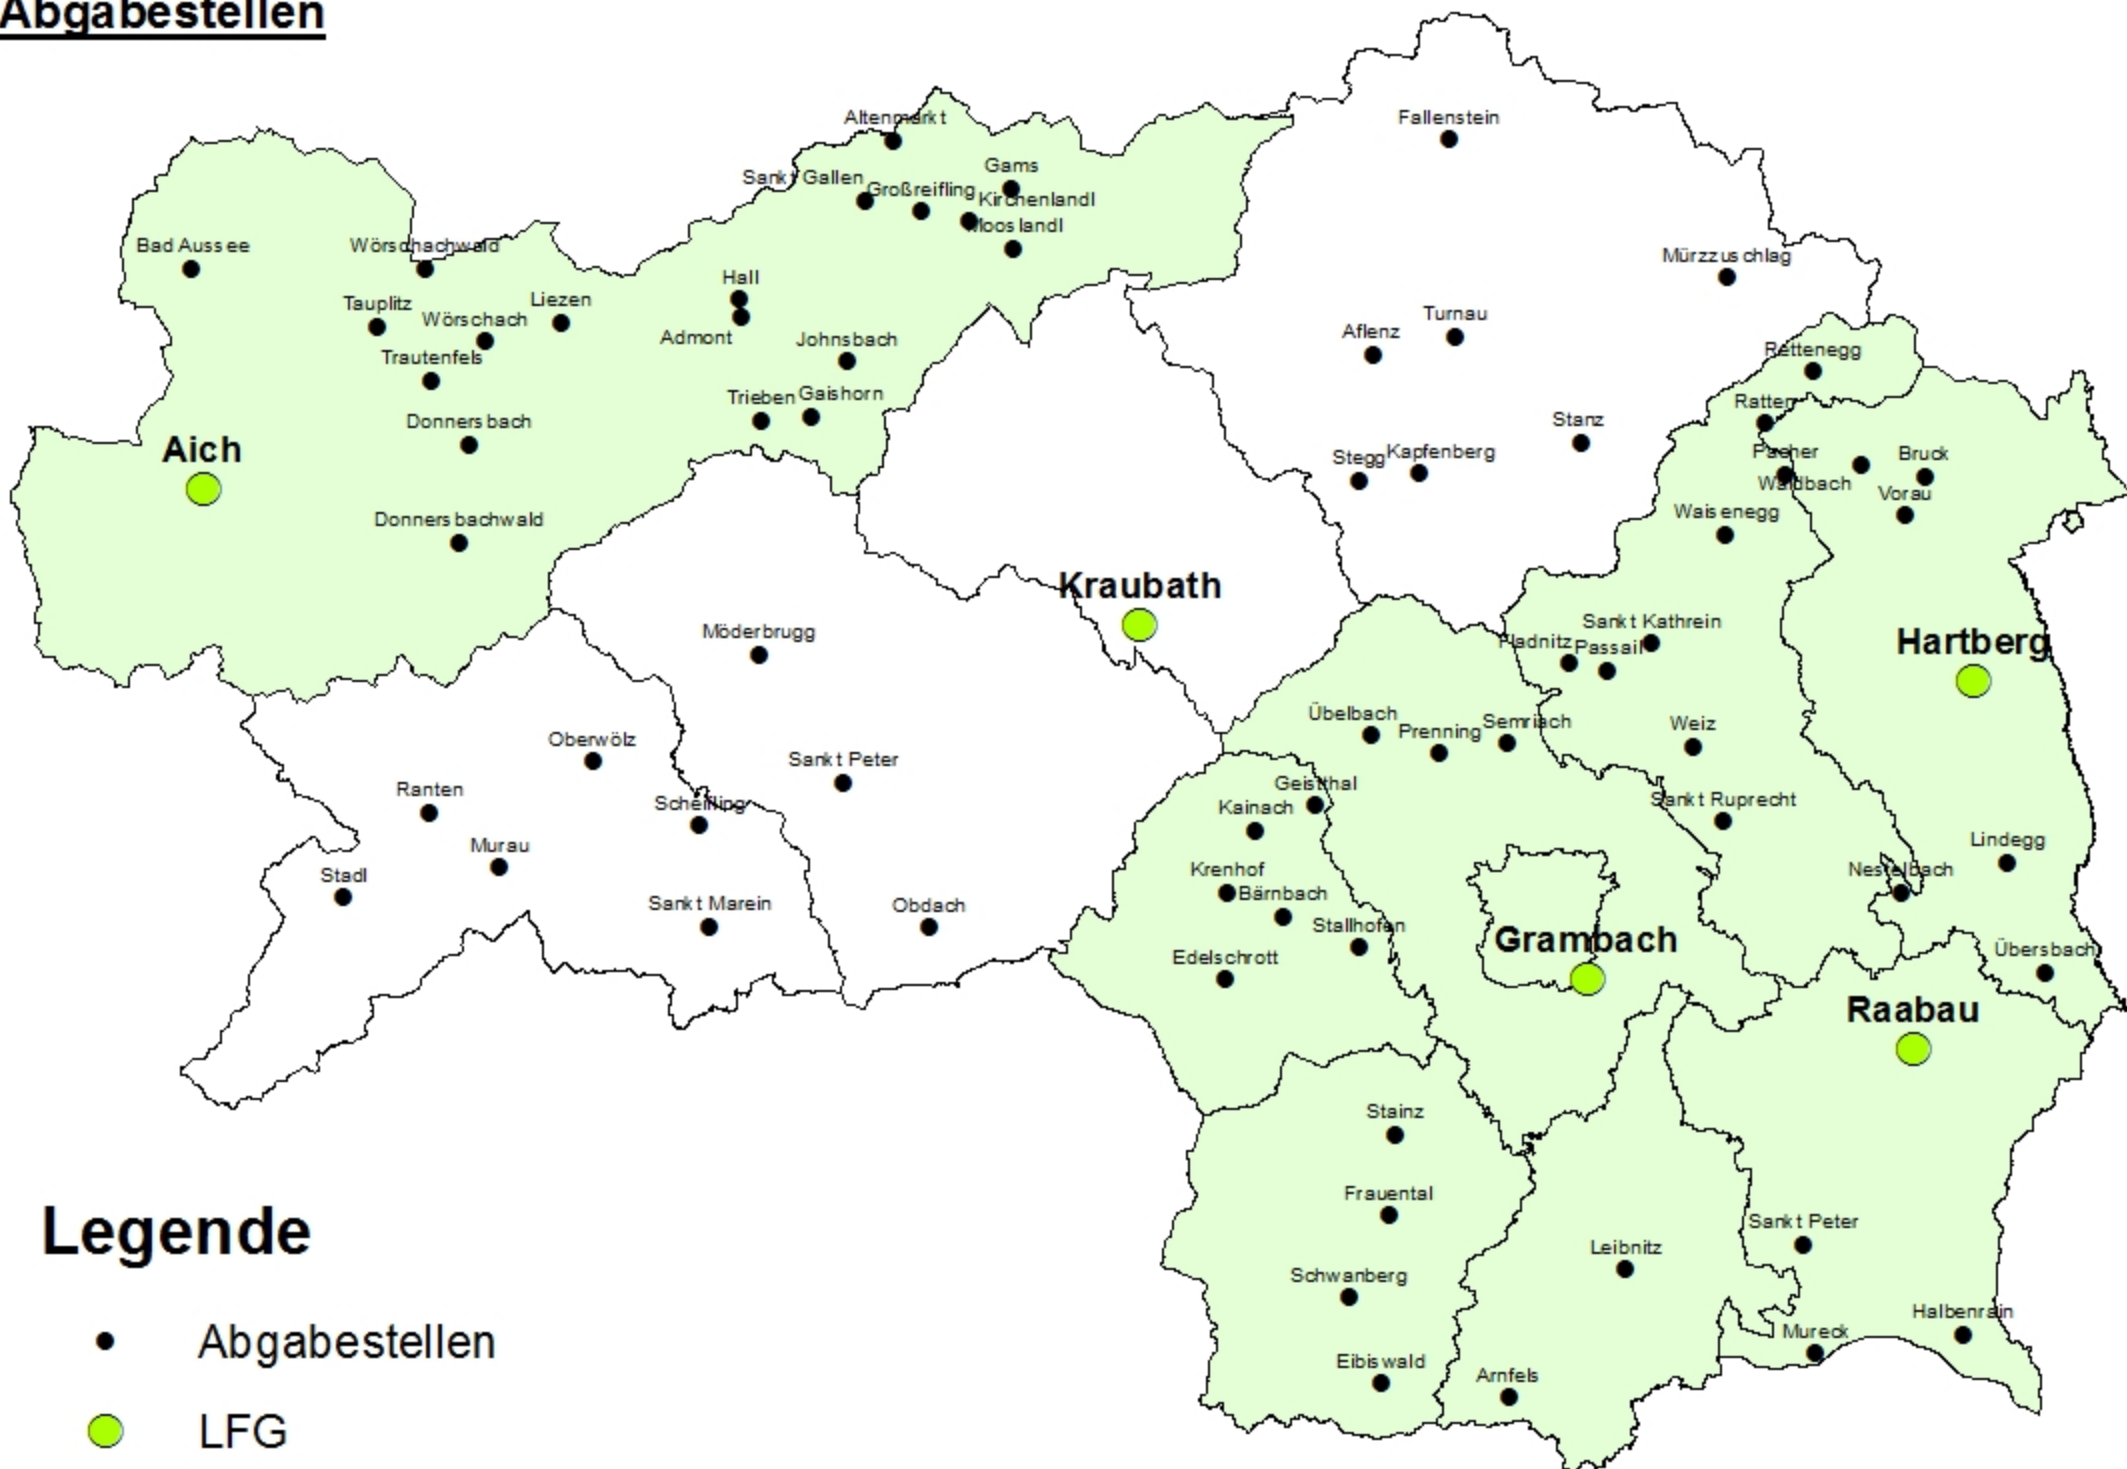 Abgabestellen
Fallenstein
Altenmarkt
Gams
Sankt Gallen
Großreifling
Kirchenlandl
Mooslandl
Bad Aussee
Wörschachwald
Mürzzuschlag
Hall
Tauplitz
Liezen
Wörschach
Turnau
Aflenz
Admont
Johnsbach
Trautenfels
Rettenegg
Trieben
Gaishorn
Ratten
Donnersbach
Stanz
Aich
Stegg
Kapfenberg
Pacher
Bruck
Waldbach
Vorau
Waisenegg
Donnersbachwald
Kraubath
Möderbrugg
Sankt Kathrein
Fladnitz
Passail
Hartberg
Übelbach
Prenning
Semriach
Weiz
Oberwölz
Sankt Peter
Geistthal
Ranten
Scheifling
Kainach
Sankt Ruprecht
Murau
Lindegg
Stadl
Krenhof
Nestelbach
Sankt Marein
Obdach
Bärnbach
Stallhofen
Grambach
Edelschrott
Übersbach
Raabau
Stainz
Frauental
Sankt Peter
Leibnitz
Schwanberg
Halbenrain
Mureck
Eibiswald
Arnfels
Legende
Abgabestellen
LFG